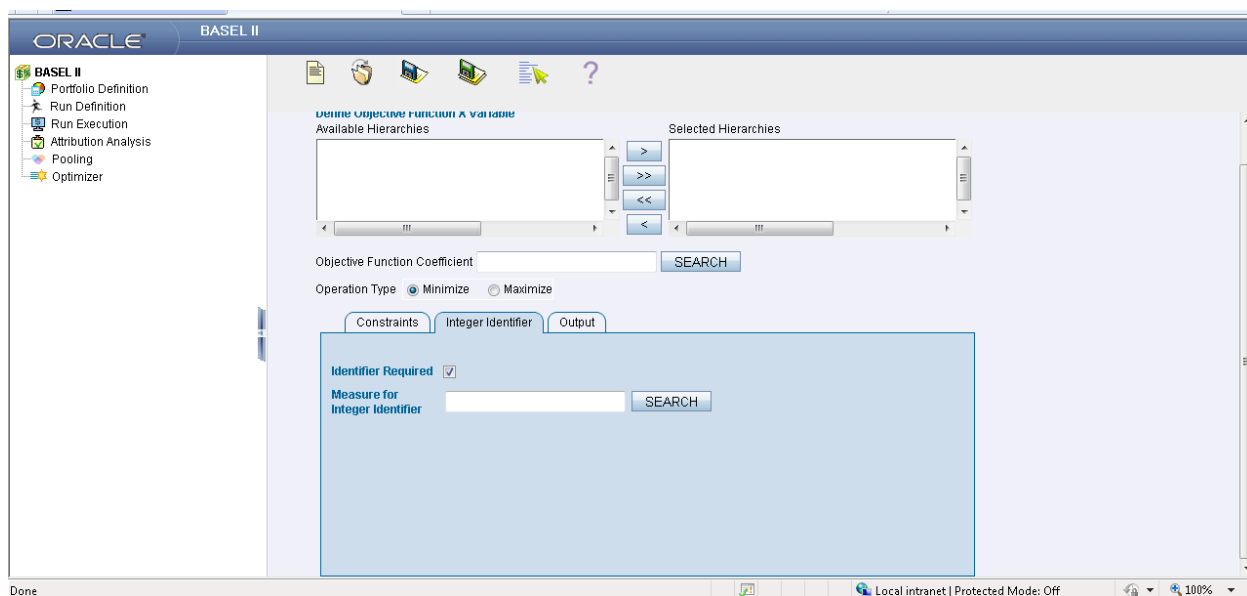 ORACLE
BASEL II
BASEL II
Portfolio Definition
Run Definition
Run Execution
Attribution Analysis
Pooling
Optimizer
?
Define Objective Function X Variable
Available Hierarchies
Selected Hierarchies
>
>>
<<
<
Objective Function Coefficient
SEARCH
Operation Type Minimize Maximize
Constraints Integer Identifier Output
Identifier Required
Measure for
Integer Identifier
SEARCH
Done
Local intranet | Protected Mode: Off
100%